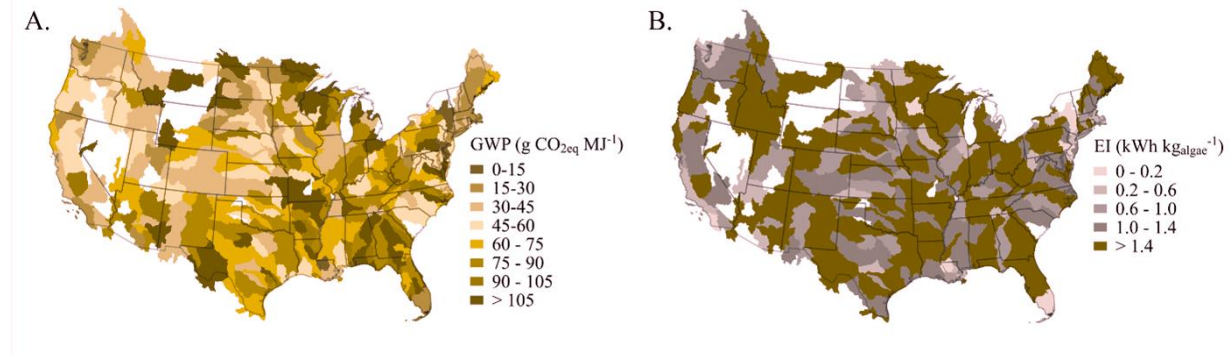 A.
GWP (g CO2eq MJ-1)
0-15
15-30
30-45
45-60
60 - 75
75 - 90
90 - 105
> 105
B.
EI (kWh kgalgae-1)
0 - 0.2
0.2 - 0.6
0.6 - 1.0
1.0 - 1.4
> 1.4